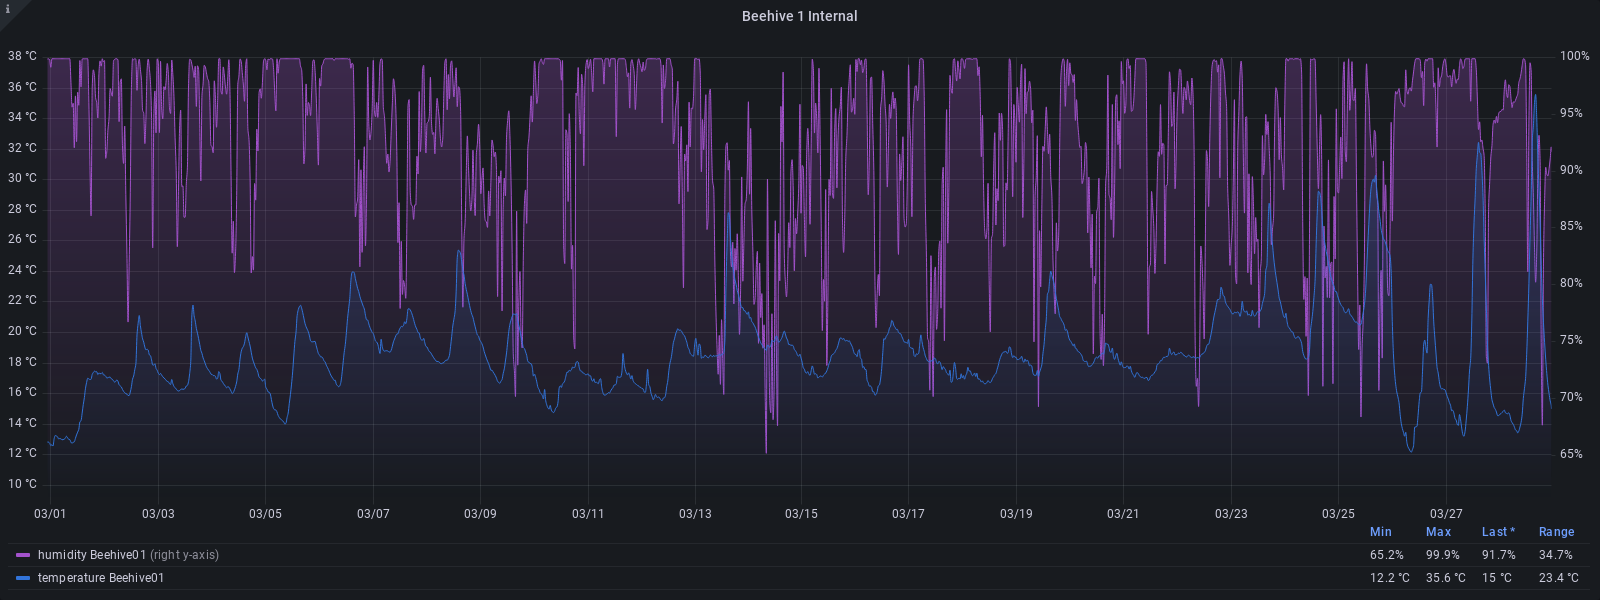 i
Beehive 1 Internal
38 °C
36 °C
34 °C
32 °C
30 °C
28 °C
26 °C
24 °C
22 °C
20 °C
18 °C
16 °C
14 °C
12 °C
10 °C
100%
95%
90%
85%
80%
75%
70%
65%
03/01 03/03 03/05 03/07 03/09 03/11 03/13 03/15 03/17 03/19 03/21 03/23 03/25 03/27
Min Max Last * Range
humidity Beehive01 (right y-axis) 65.2% 99.9% 91.7% 34.7%
temperature Beehive01 12.2 °C 35.6 °C 15 °C 23.4 °C